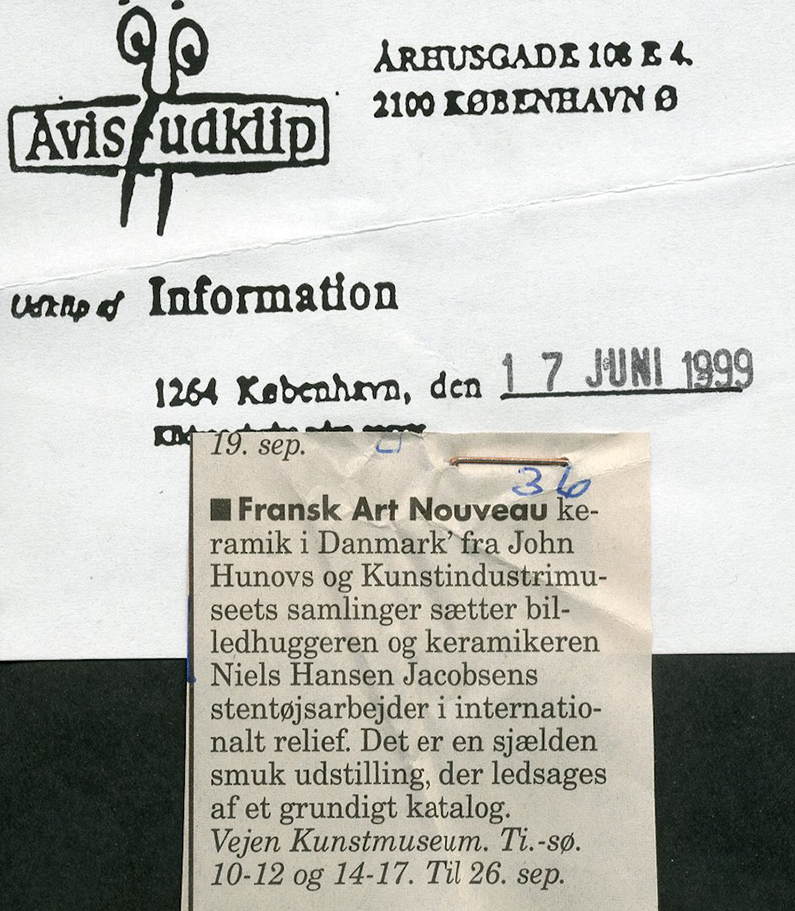 Avis udklip
ÅRHUSGADE 108 E 4.
2100 KØBENHAVN Ø
Udklip af Information
1264 København, den 17 JUNI 1999
19. sep.
36
■ Fransk Art Nouveau ke-
ramik i Danmark’ fra John
Hunovs og Kunstindustrimu-
seets samlinger sætter bil-
ledhuggeren og keramikeren
Niels Hansen Jacobsens
stentøjsarbejder i internatio-
nalt relief. Det er en sjælden
smuk udstilling, der ledsages
af et grundigt katalog.
Vejen Kunstmuseum. Ti.-sø.
10-12 og 14-17. Til 26. sep.